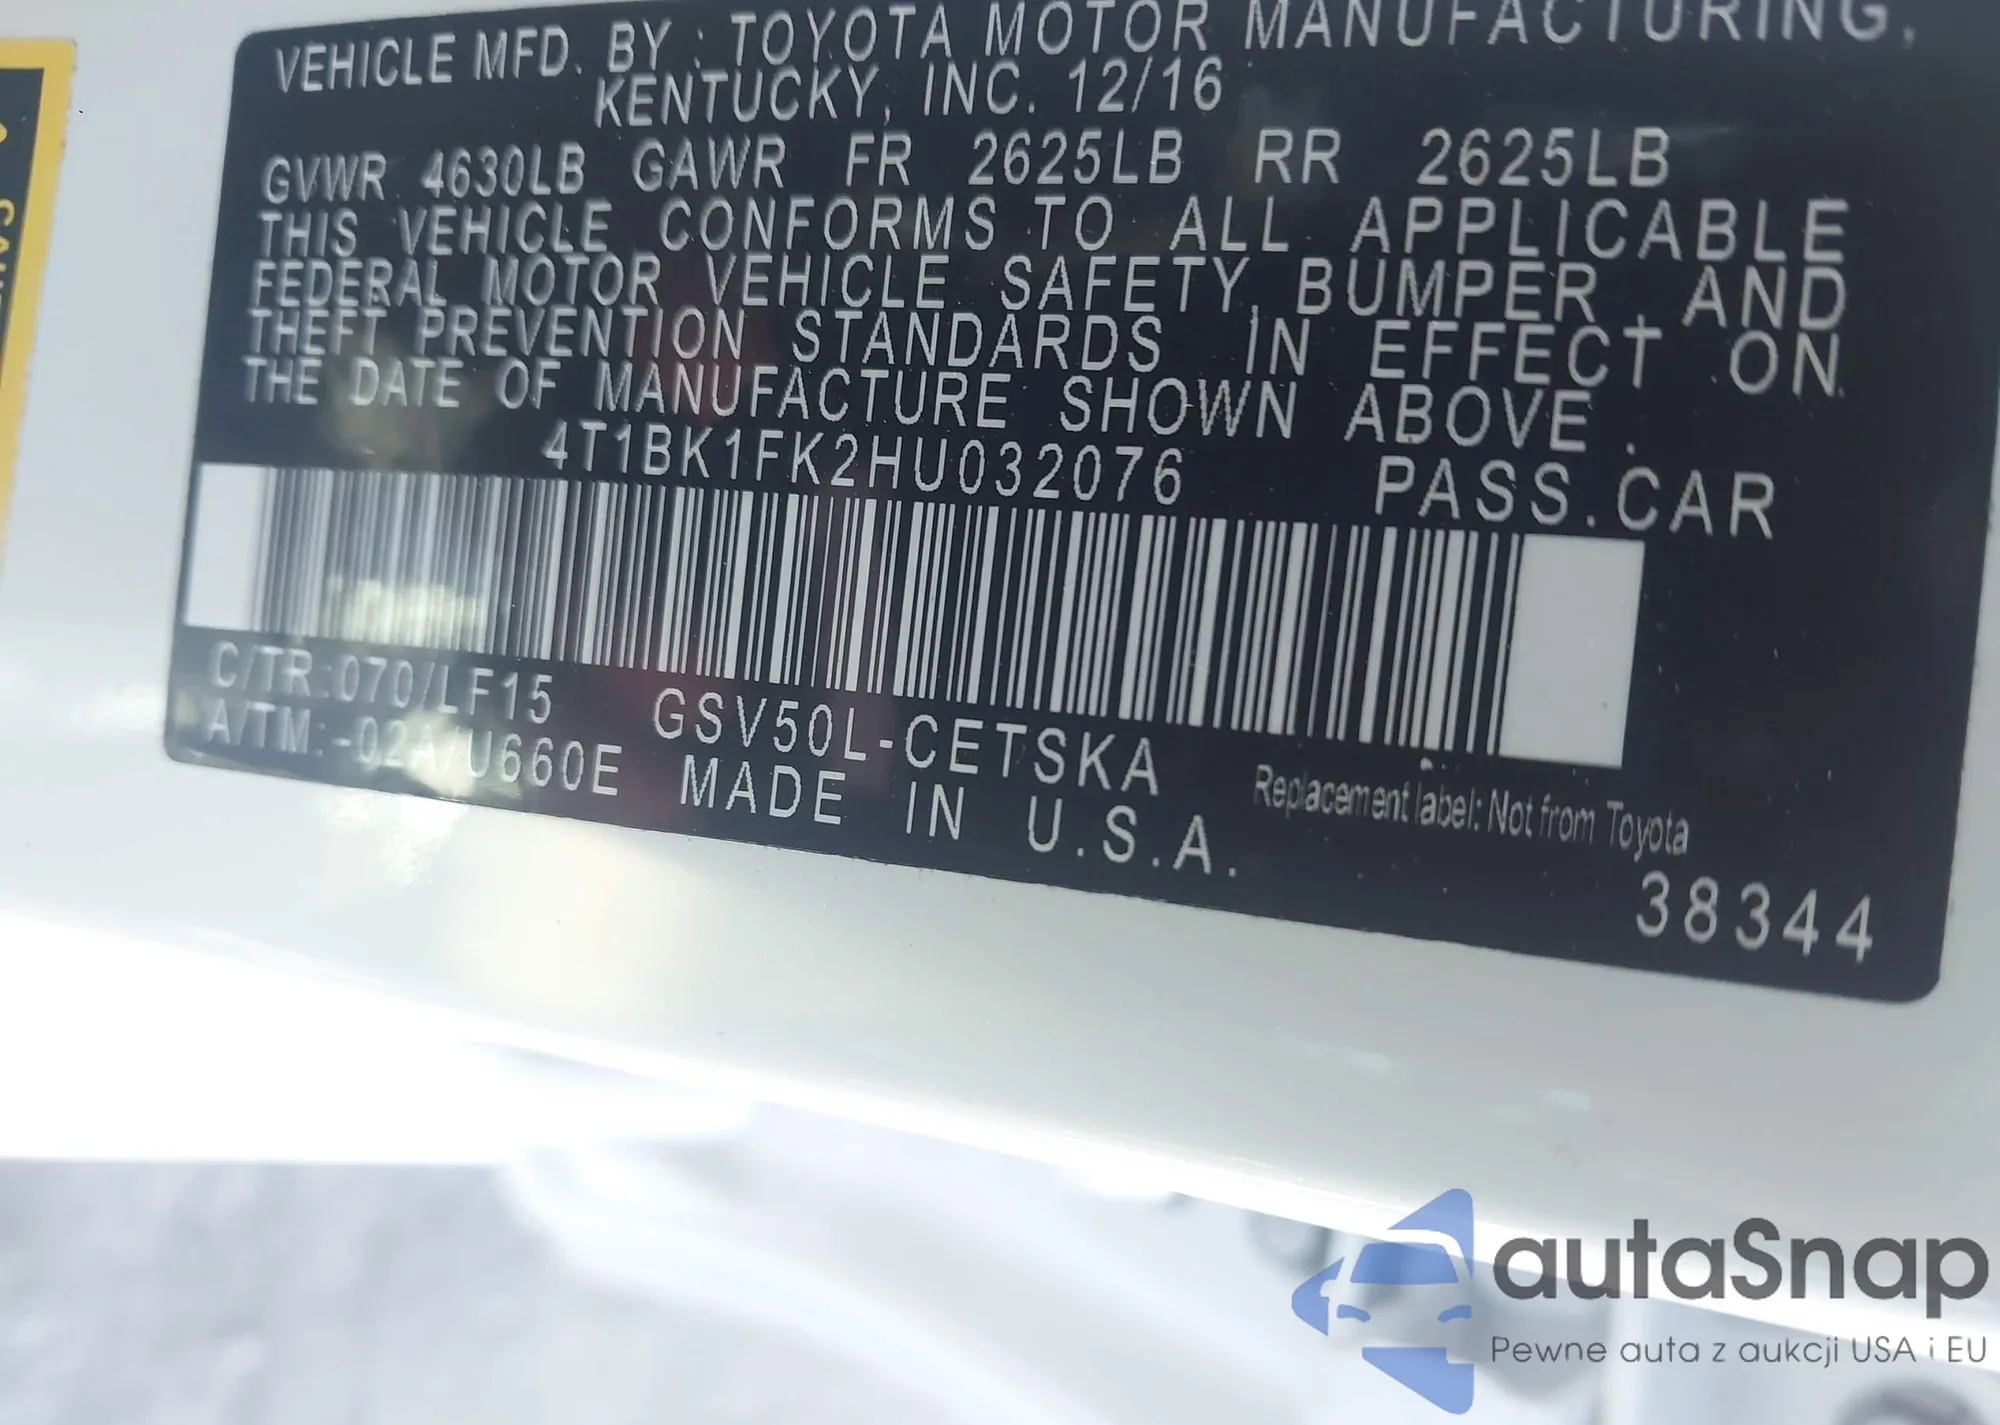 VEHICLE MFD. BY : TOYOTA MOTOR MANUFACTURING,
KENTUCKY, INC. 12/16
GVWR 4630LB GAWR FR 2625LB RR 2625LB
THIS VEHICLE CONFORMS TO ALL APPLICABLE
FEDERAL MOTOR VEHICLE SAFETY, BUMPER, AND
THEFT PREVENTION STANDARDS IN EFFECT ON
THE DATE OF MANUFACTURE SHOWN ABOVE.
4T1BK1FK2HU032076 PASS.CAR
C/TR:070/LF15 GSV50L-CETSKA
A/TM:-02A/U660E MADE IN U.S.A.
Replacement label: Not from Toyota
38344
autaSnap
Pewne auta z aukcji USA i EU